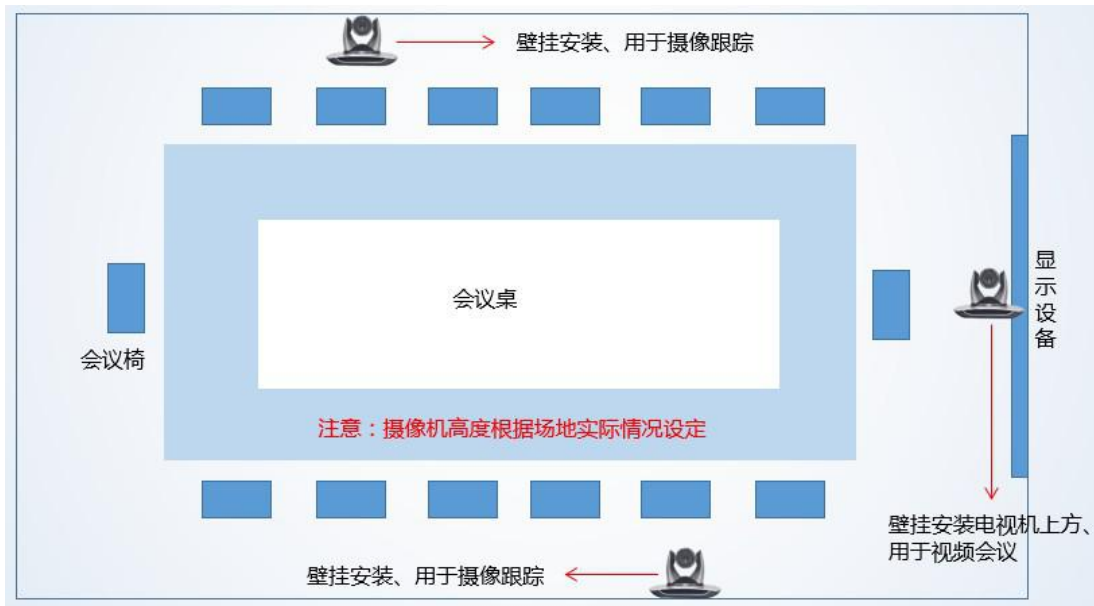 壁挂安装、用于摄像跟踪
显示设备
会议桌
会议椅
注意：摄像机高度根据场地实际情况设定
壁挂安装电视机上方、
用于视频会议
壁挂安装、用于摄像跟踪